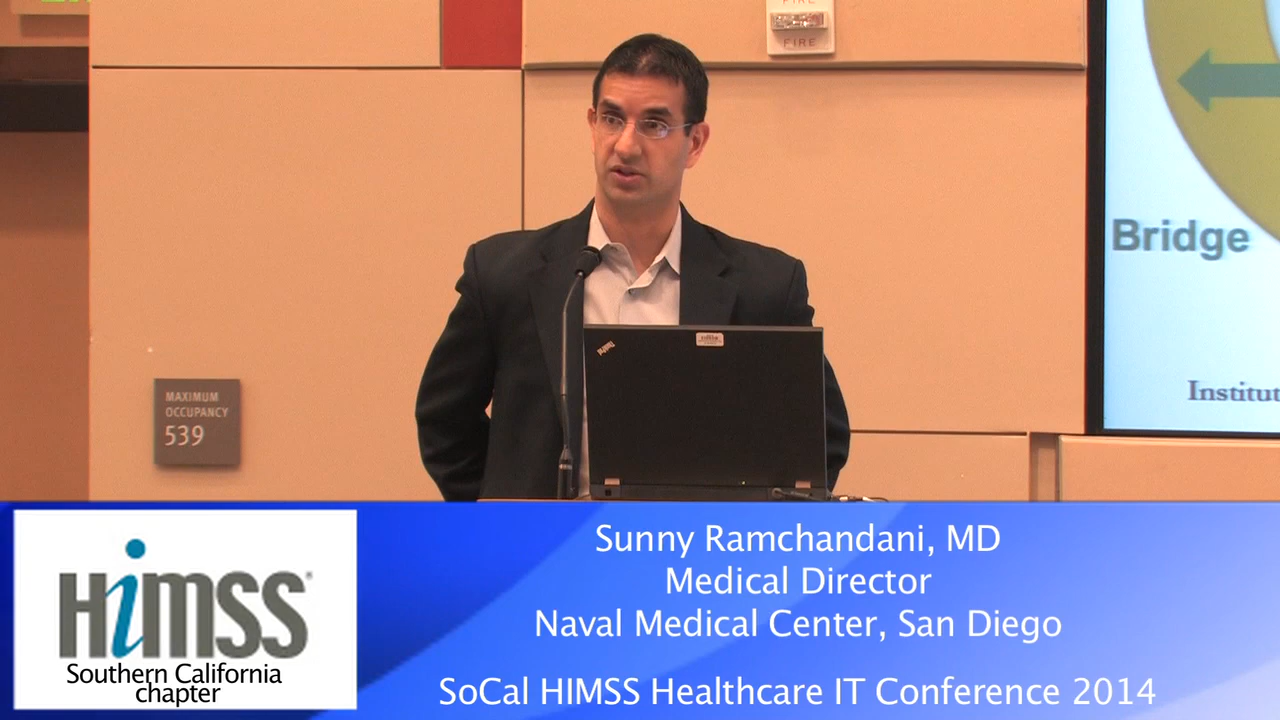 FIRE
FIRE
Bridge
Institut
MAXIMUM
OCCUPANCY
539
Himss
Southern California
chapter
Sunny Ramchandani, MD
Medical Director
Naval Medical Center, San Diego
SoCal HIMSS Healthcare IT Conference 2014